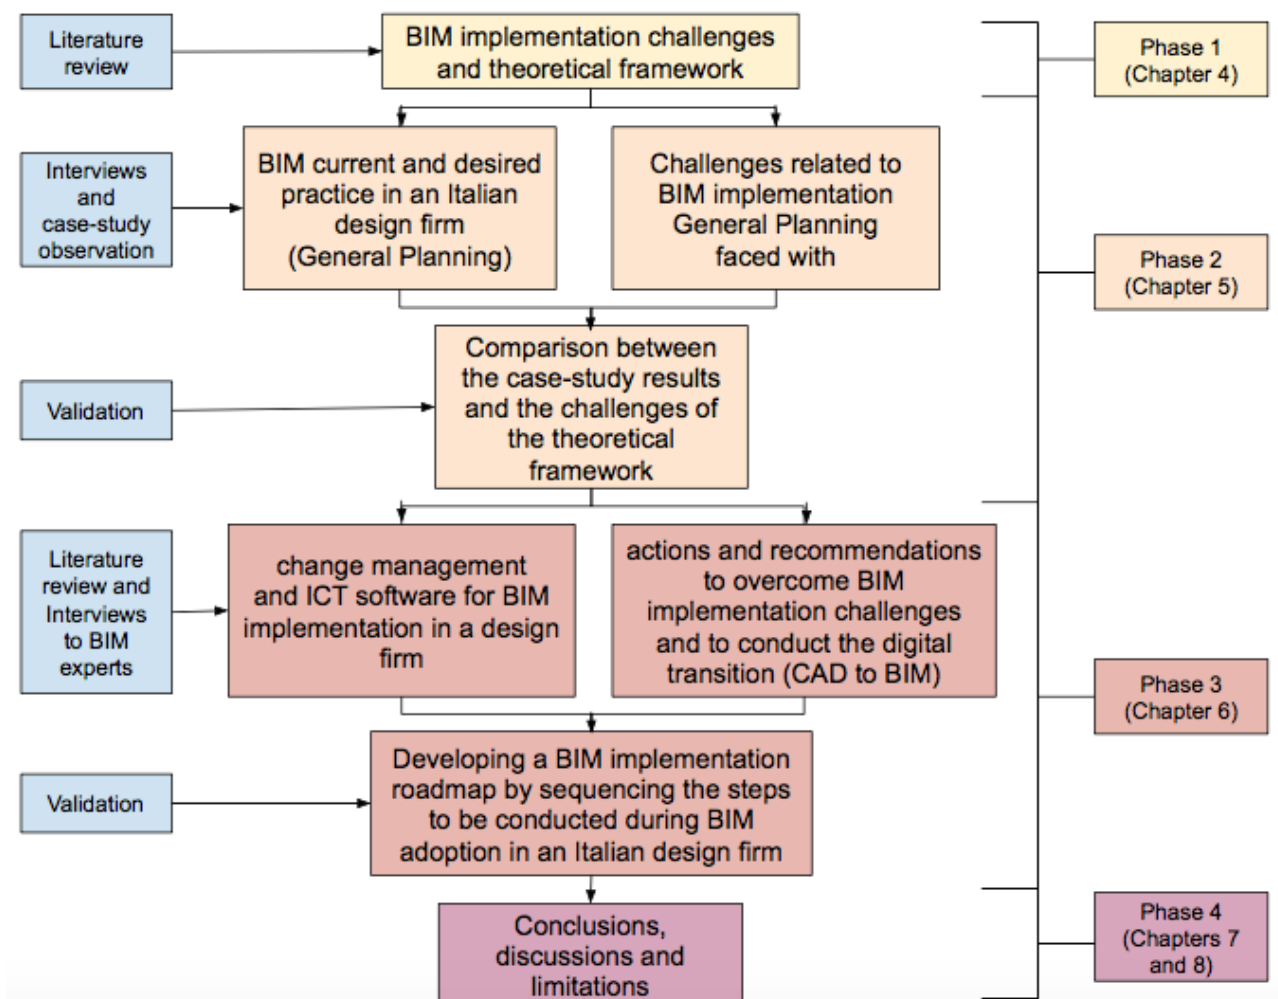 Literature
review
BIM implementation challenges
and theoretical framework
Phase 1
(Chapter 4)
Interviews
and
case-study
observation
BIM current and desired
practice in an Italian
design firm
(General Planning)
Challenges related to
BIM implementation
General Planning
faced with
Phase 2
(Chapter 5)
Validation
Comparison between
the case-study results
and the challenges of
the theoretical
framework
Literature
review and
Interviews
to BIM
experts
change management
and ICT software for BIM
implementation in a design
firm
actions and recommendations
to overcome BIM
implementation challenges
and to conduct the digital
transition (CAD to BIM)
Phase 3
(Chapter 6)
Validation
Developing a BIM implementation
roadmap by sequencing the steps
to be conducted during BIM
adoption in an Italian design firm
Conclusions,
discussions and
limitations
Phase 4
(Chapters 7
and 8)